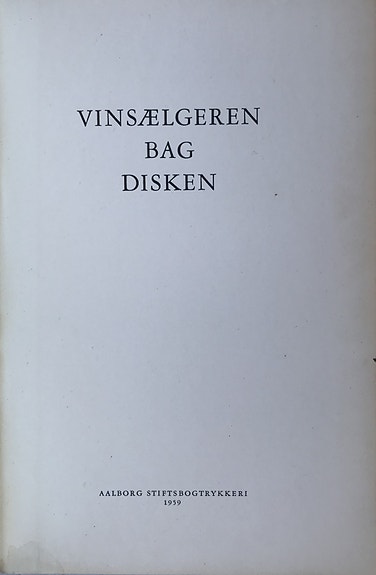 VINSÆLGEREN
BAG
DISKEN
AALBORG STIFTSBOGTRYKKERI
1959